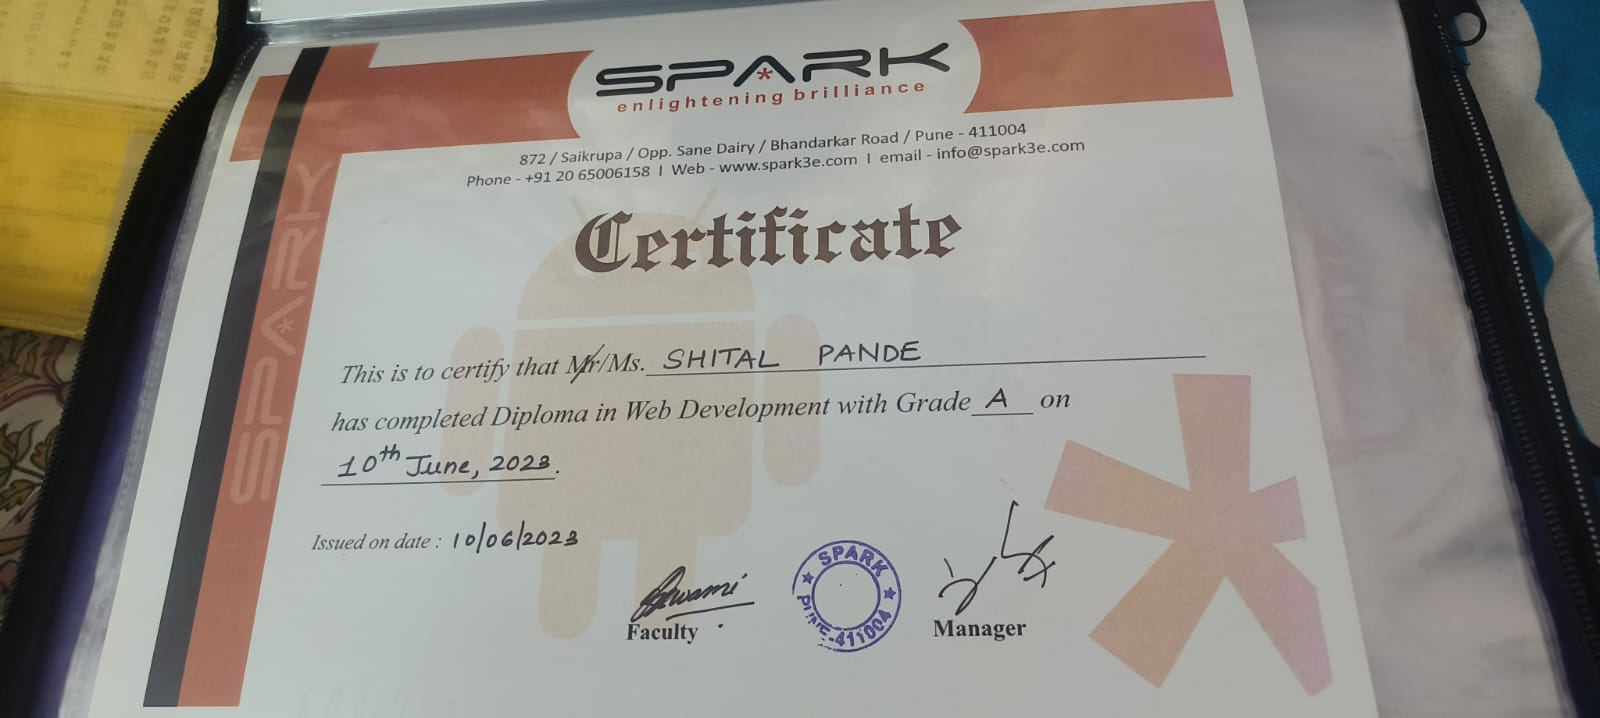 SPARK
enlightening brilliance
872 / Saikrupa / Opp. Sane Dairy / Bhandarkar Road / Pune - 411004
Phone - +91 20 65006158 I Web - www.spark3e.com I email - info@spark3e.com
SPARK
Certificate
This is to certify that Mr/Ms. SHITAL PANDE
has completed Diploma in Web Development with Grade A on
10th June, 2023.
Issued on date : 10/06/2023
SPARK
PUNE-411004
Faculty
Manager